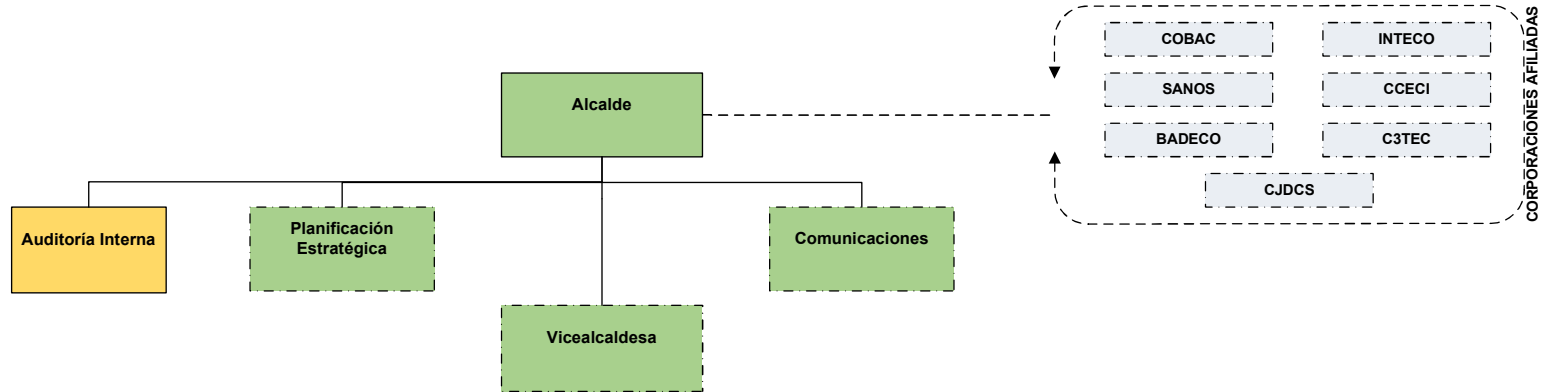 COBAC
INTECO
SANOS
CCECI
BADECO
C3TEC
CJDCS
CORPORACIONES AFILIADAS
Alcalde
Auditoría Interna
Planificación
Estratégica
Comunicaciones
Vicealcaldesa